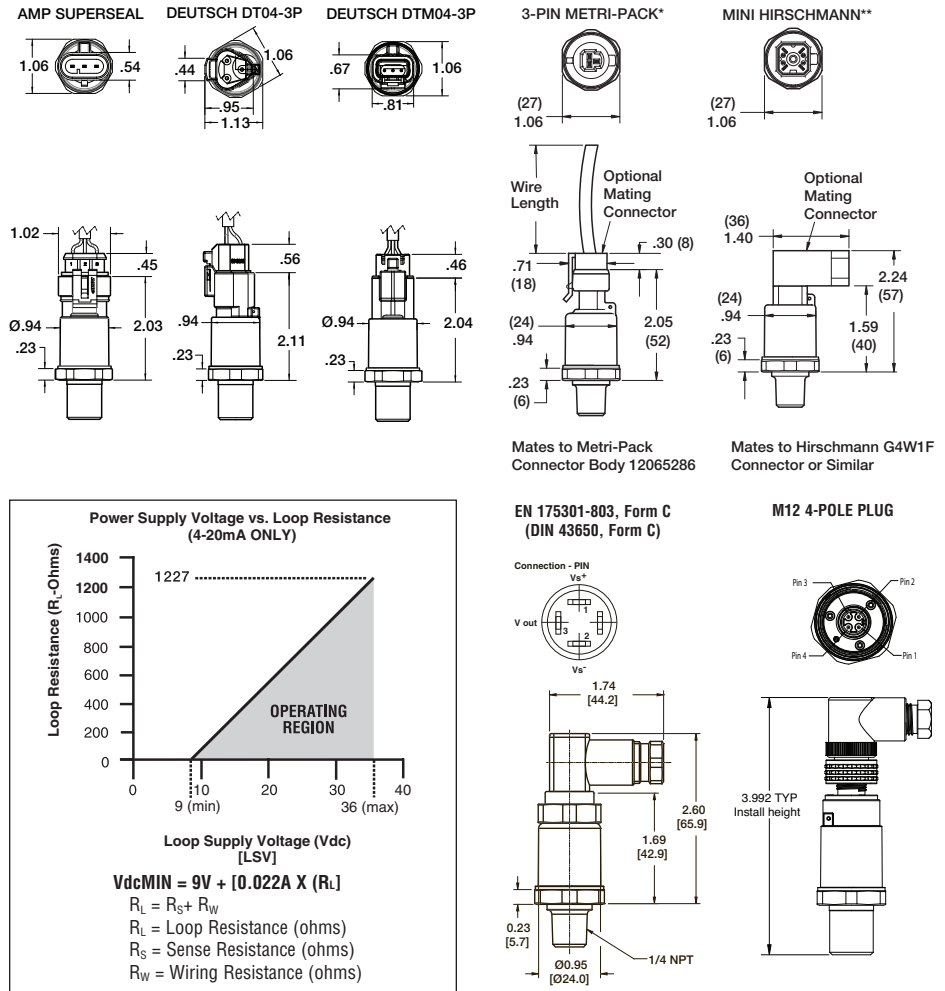 AMP SUPERSEAL
DEUTSCH DT04-3P
DEUTSCH DTM04-3P
3-PIN METRI-PACK*
MINI HIRSCHMANN**
1.06
.54
.44
1.06
.95
1.13
.67
1.06
.81
(27)
1.06
(27)
1.06
Wire
Length
Optional
Mating
Connector
Optional
Mating
Connector
1.02
.45
Ø.94
2.03
.23
.56
.94
2.11
.23
.46
Ø.94
2.04
.23
.30 (8)
.71
(18)
(24)
.94
2.05
(52)
.23
(6)
(36)
1.40
2.24
(57)
(24)
.94
1.59
(40)
.23
(6)
Mates to Metri-Pack
Connector Body 12065286
Mates to Hirschmann G4W1F
Connector or Similar
Power Supply Voltage vs. Loop Resistance
(4-20mA ONLY)
Loop Resistance (RL-Ohms)
1400
1200
1000
800
600
400
200
0
1227
OPERATING
REGION
0
10
20
30
40
9 (min)
36 (max)
Loop Supply Voltage (Vdc)
[LSV]
VdcMIN = 9V + [0.022A X (RL]
RL = RS+ RW
RL = Loop Resistance (ohms)
RS = Sense Resistance (ohms)
RW = Wiring Resistance (ohms)
EN 175301-803, Form C
(DIN 43650, Form C)
Connection - PIN
Vs+
1
V out
3
2
Vs-
1.74
[44.2]
2.60
[65.9]
1.69
[42.9]
0.23
[5.7]
1/4 NPT
Ø0.95
[Ø24.0]
M12 4-POLE PLUG
Pin 3
Pin 2
Pin 4
Pin 1
3.992 TYP
Install height